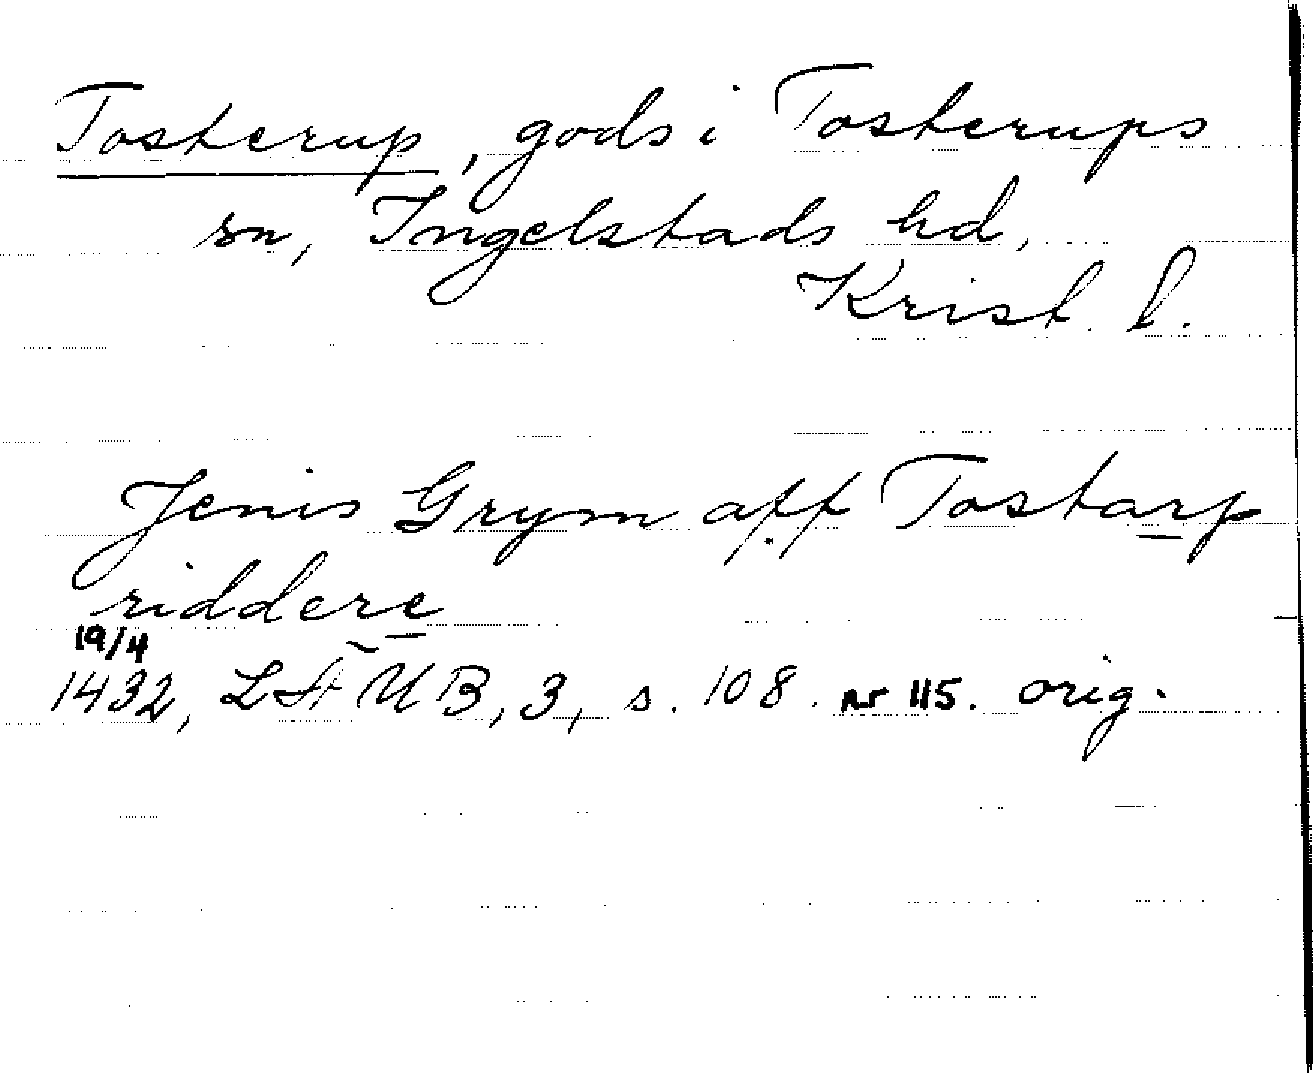 Tosterup, gods i Tosterups
sn, Ingelstads hd,
Krist. l.
Jenis Grym aff Tostarp
riddere
19/4
1432, LÄUB, 3, s. 108. nr 115. orig.